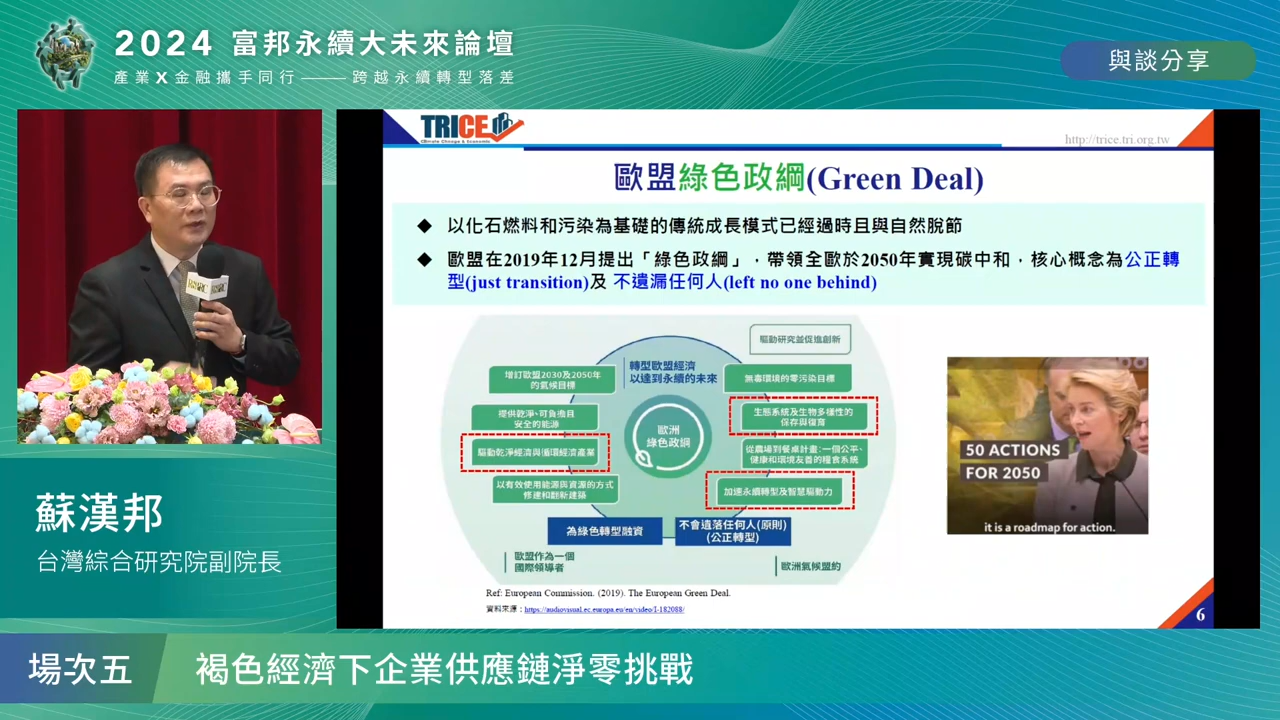 2024 富邦永續大未來論壇
產業X金融攜手同行——跨越永續轉型落差
與談分享
TRICE
Climate Change & Economic
http://trice.tri.org.tw
歐盟綠色政綱(Green Deal)
◆ 以化石燃料和污染為基礎的傳統成長模式已經過時且與自然脫節
◆ 歐盟在2019年12月提出「綠色政綱」，帶領全歐於2050年實現碳中和，核心概念為公正轉
型(just transition)及 不遺漏任何人(left no one behind)
轉型歐盟經濟
以達到永續的未來
驅動研究並促進創新
增訂歐盟2030及2050年
的氣候目標
無毒環境的零污染目標
提供乾淨、可負擔且
安全的能源
生態系統及生物多樣性的
保存與復育
歐洲
綠色政綱
驅動乾淨經濟與循環經濟產業
從農場到餐桌計畫:一個公平、
健康和環境友善的糧食系統
以有效使用能源與資源的方式
修建和翻新建築
加速永續轉型及智慧驅動力
為綠色轉型融資
不會遺落任何人(原則)
(公正轉型)
歐盟作為一個
國際領導者
歐洲氣候盟約
50 ACTIONS
FOR 2050
it is a roadmap for action.
Ref: European Commission. (2019). The European Green Deal.
資料來源：https://audiovisual.ec.europa.eu/en/video/I-182088/
6
蘇漢邦
台灣綜合研究院副院長
場次五
褐色經濟下企業供應鏈淨零挑戰